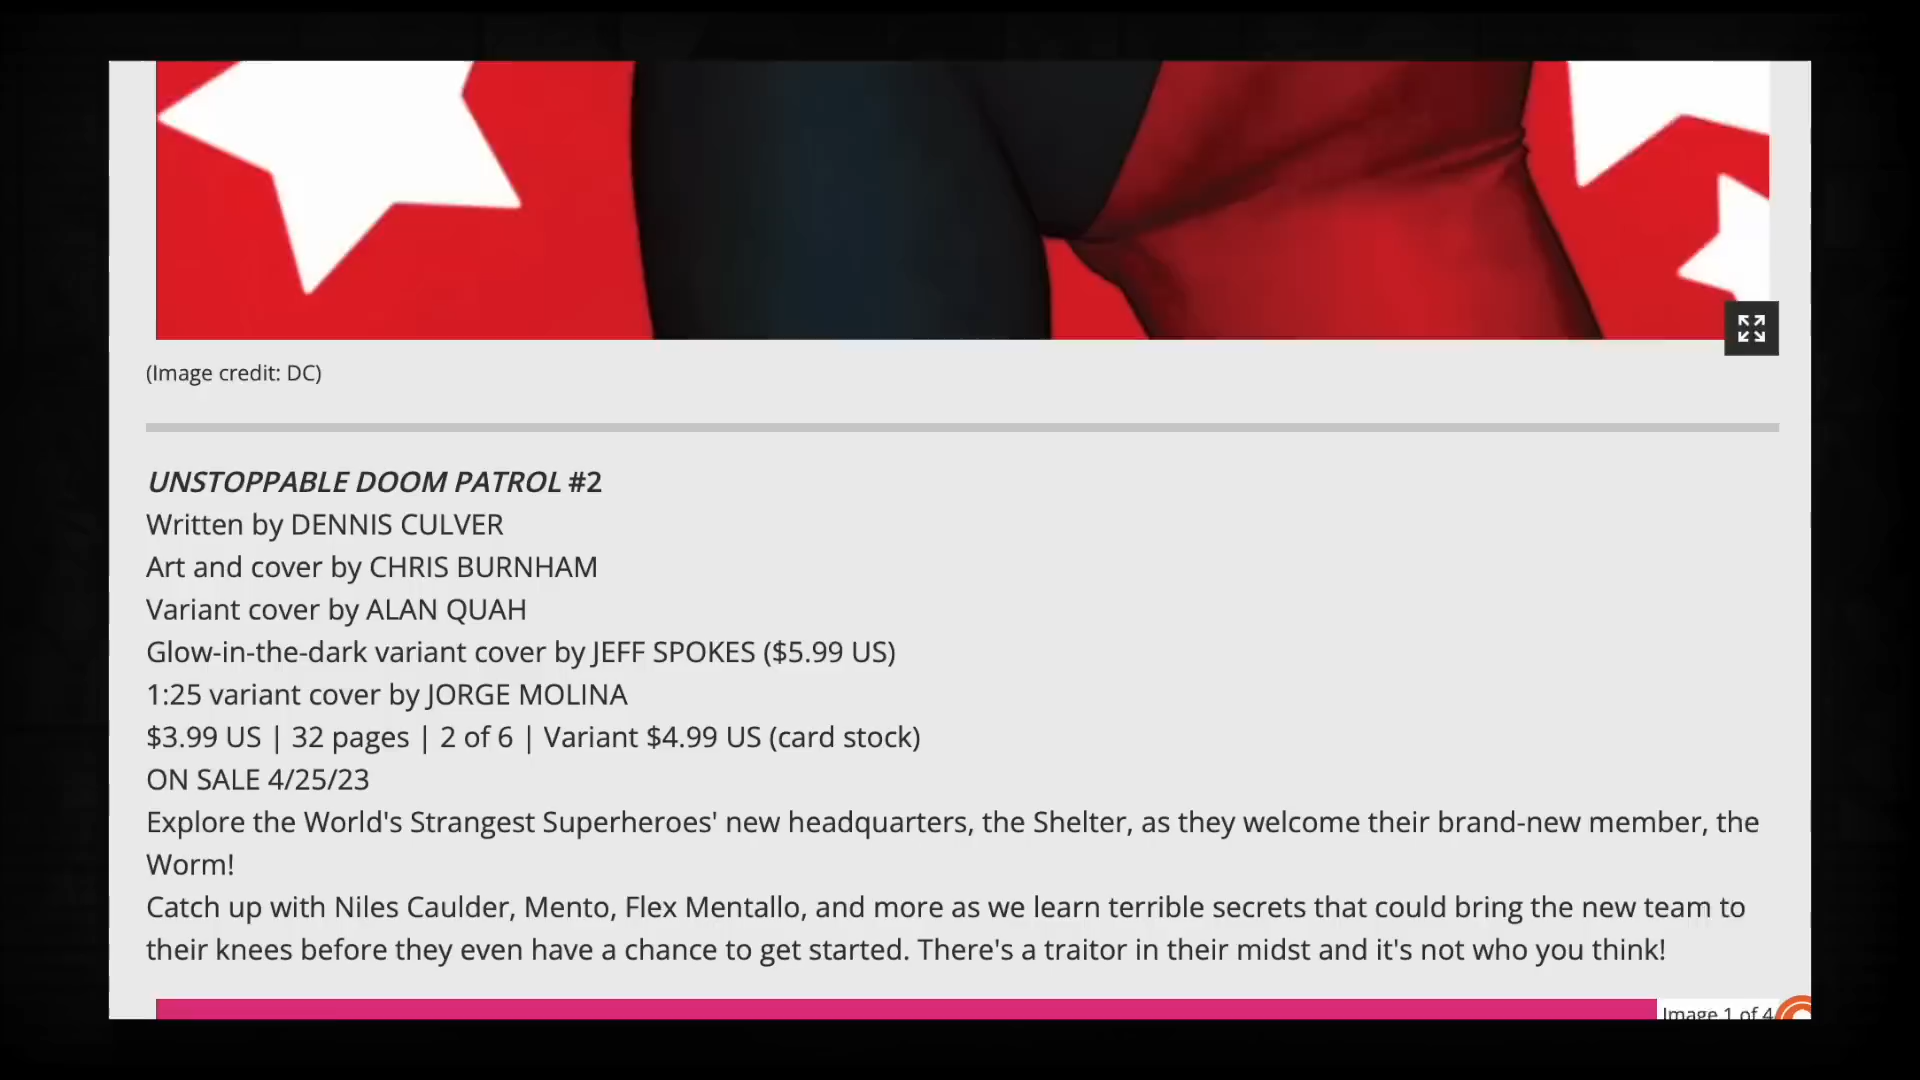 (Image credit: DC)
UNSTOPPABLE DOOM PATROL #2
Written by DENNIS CULVER
Art and cover by CHRIS BURNHAM
Variant cover by ALAN QUAH
Glow-in-the-dark variant cover by JEFF SPOKES ($5.99 US)
1:25 variant cover by JORGE MOLINA
$3.99 US | 32 pages | 2 of 6 | Variant $4.99 US (card stock)
ON SALE 4/25/23
Explore the World's Strangest Superheroes' new headquarters, the Shelter, as they welcome their brand-new member, the
Worm!
Catch up with Niles Caulder, Mento, Flex Mentallo, and more as we learn terrible secrets that could bring the new team to
their knees before they even have a chance to get started. There's a traitor in their midst and it's not who you think!
Image 1 of 4